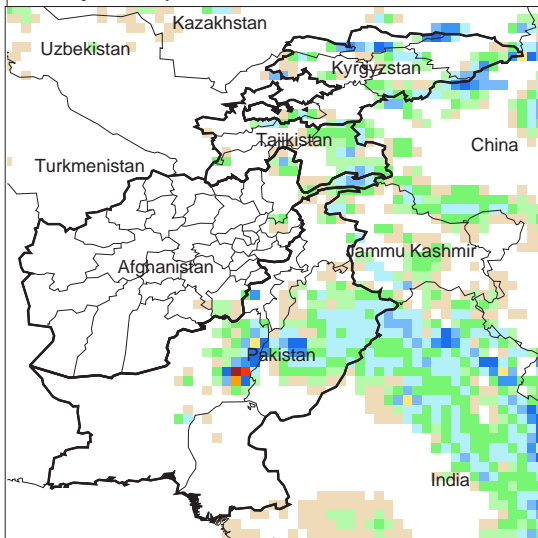 Kazakhstan
Uzbekistan
Kyrgyzstan
Tajikistan
China
Turkmenistan
Jammu Kashmir
Afghanistan
Pakistan
India